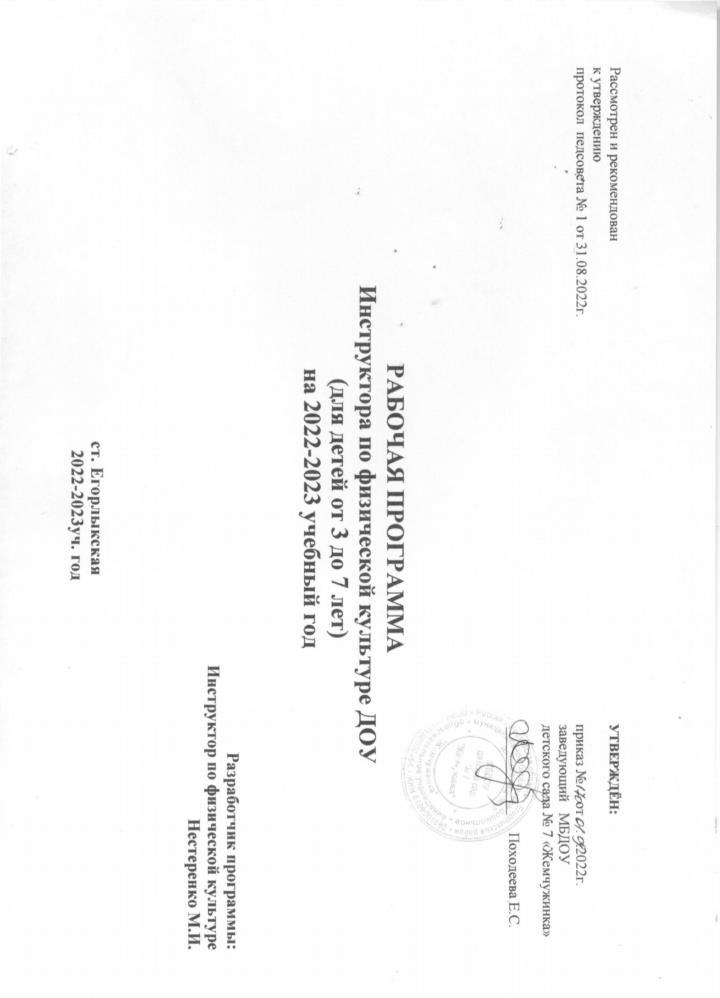 Рассмотрен и рекомендован
к утверждению
протокол педсовета № 1 от 31.08.2022г.
УТВЕРЖДЁН:
приказ № от 2022г.
заведующий МБДОУ
детского сада № 7 «Жемчужинка»
Походеева Е.С.
РАБОЧАЯ ПРОГРАММА
Инструктора по физической культуре ДОУ
(для детей от 3 до 7 лет)
на 2022-2023 учебный год
Разработчик программы:
Инструктор по физической культуре
Нестеренко М.И.
ст. Егорлыкская
2022-2023уч. год